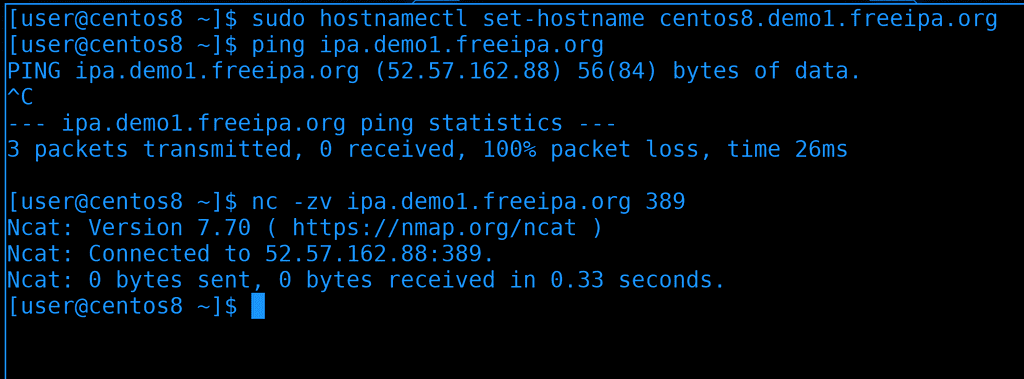 [user@centos8 ~]$ sudo hostnamectl set-hostname centos8.demo1.freeipa.org
[user@centos8 ~]$ ping ipa.demo1.freeipa.org
PING ipa.demo1.freeipa.org (52.57.162.88) 56(84) bytes of data.
^C
--- ipa.demo1.freeipa.org ping statistics ---
3 packets transmitted, 0 received, 100% packet loss, time 26ms
[user@centos8 ~]$ nc -zv ipa.demo1.freeipa.org 389
Ncat: Version 7.70 ( https://nmap.org/ncat )
Ncat: Connected to 52.57.162.88:389.
Ncat: 0 bytes sent, 0 bytes received in 0.33 seconds.
[user@centos8 ~]$